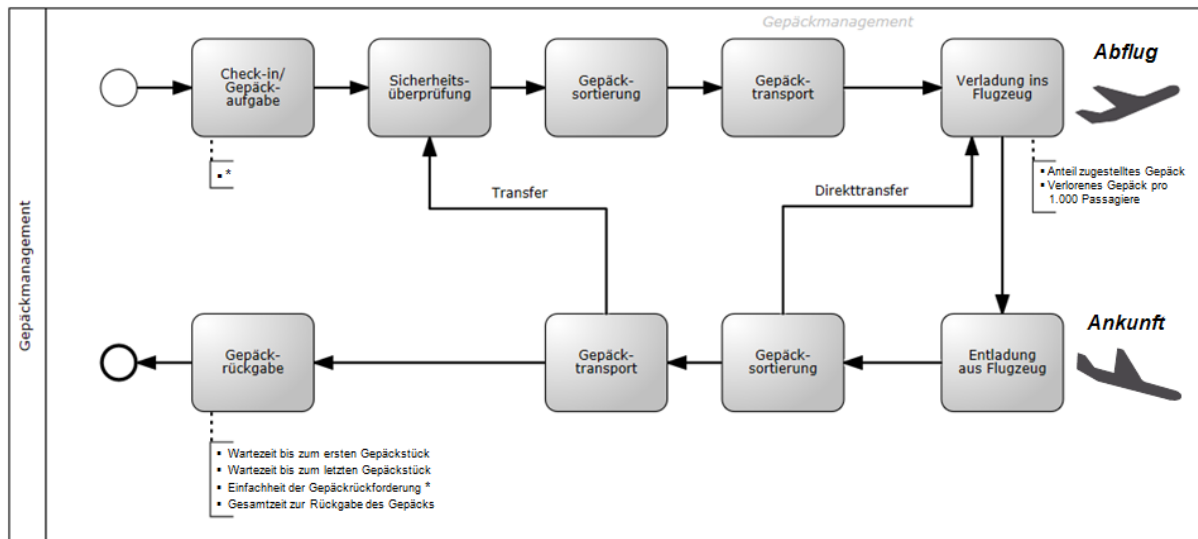 Gepäckmanagement
Abflug
Check-in/
Gepäck-
aufgabe
Sicherheits-
überprüfung
Gepäck-
sortierung
Gepäck-
transport
Verladung ins
Flugzeug
▪ *
▪ Anteil zugestelltes Gepäck
▪ Verlorenes Gepäck pro
1.000 Passagiere
Transfer
Direkttransfer
Gepäckmanagement
Ankunft
Gepäck-
rückgabe
Gepäck-
transport
Gepäck-
sortierung
Entladung
aus Flugzeug
▪ Wartezeit bis zum ersten Gepäckstück
▪ Wartezeit bis zum letzten Gepäckstück
▪ Einfachheit der Gepäckrückforderung *
▪ Gesamtzeit zur Rückgabe des Gepäcks